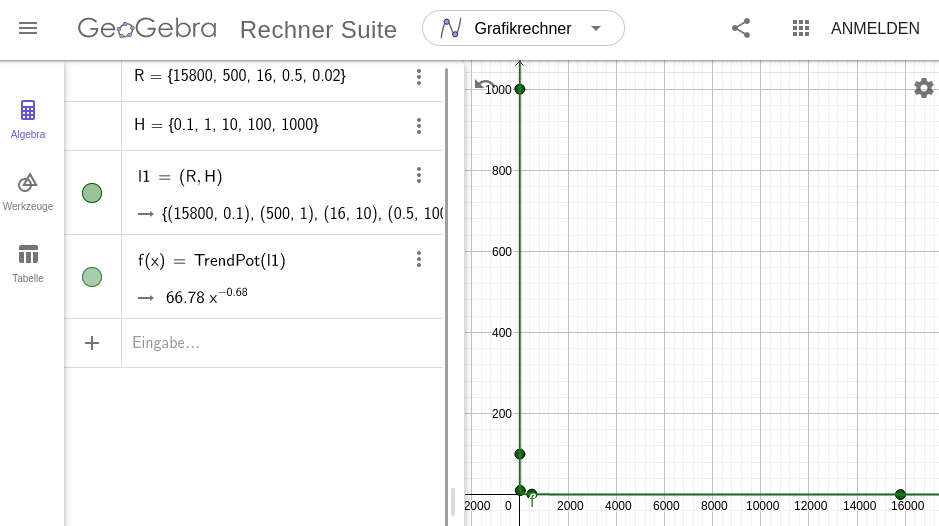 GeoGebra Rechner Suite Grafikrechner ANMELDEN
Algebra
Werkzeuge
Tabelle
R = {15800, 500, 16, 0.5, 0.02}
H = {0.1, 1, 10, 100, 1000}
l1 = (R, H)
→ {(15800, 0.1), (500, 1), (16, 10), (0.5, 100
f(x) = TrendPot(l1)
→ 66.78 x^−0.68
+ Eingabe…
1000
800
600
400
200
f
2000 0 2000 4000 6000 8000 10000 12000 14000 16000